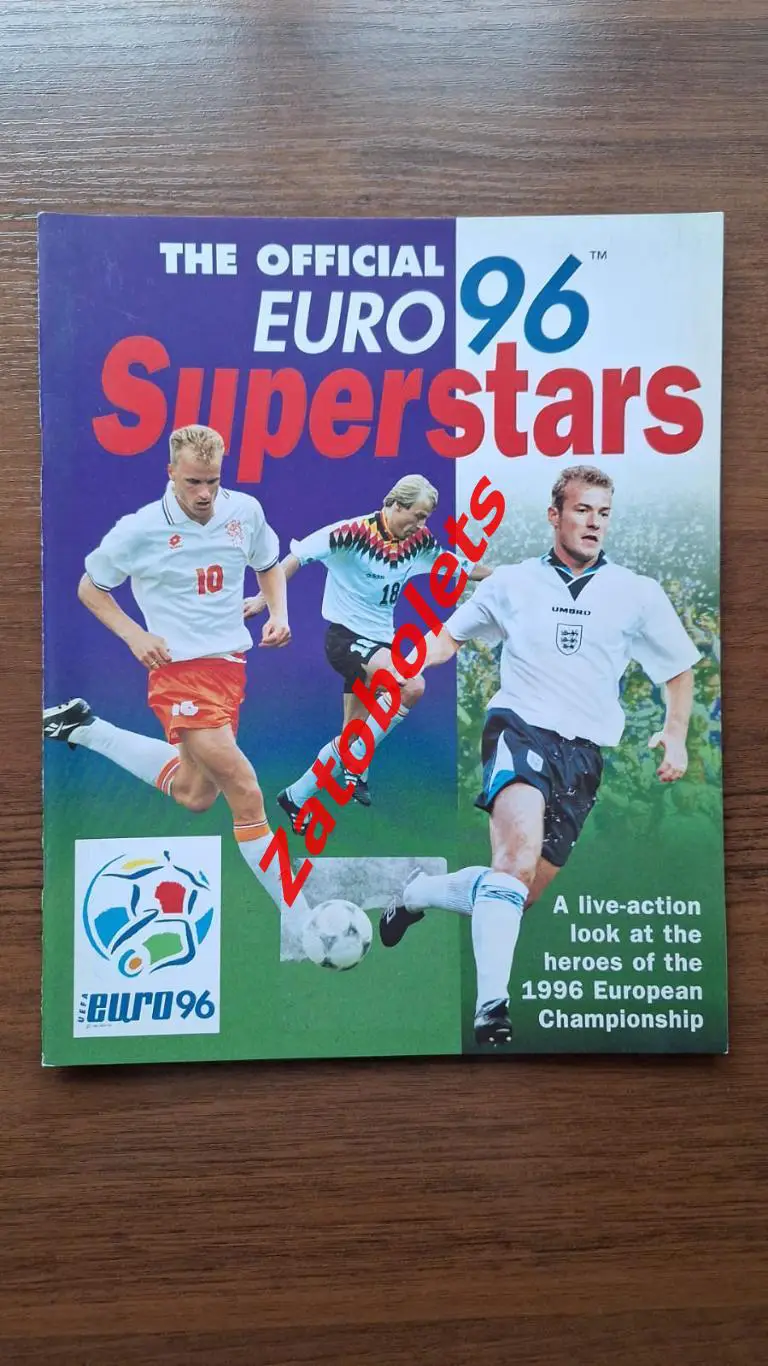 THE OFFICIAL
EURO 96™
Superstars
10
adidas
18
UMBRO
Zatobolets
A live-action
look at the
heroes of the
1996 European
Championship
UEFA
euro96